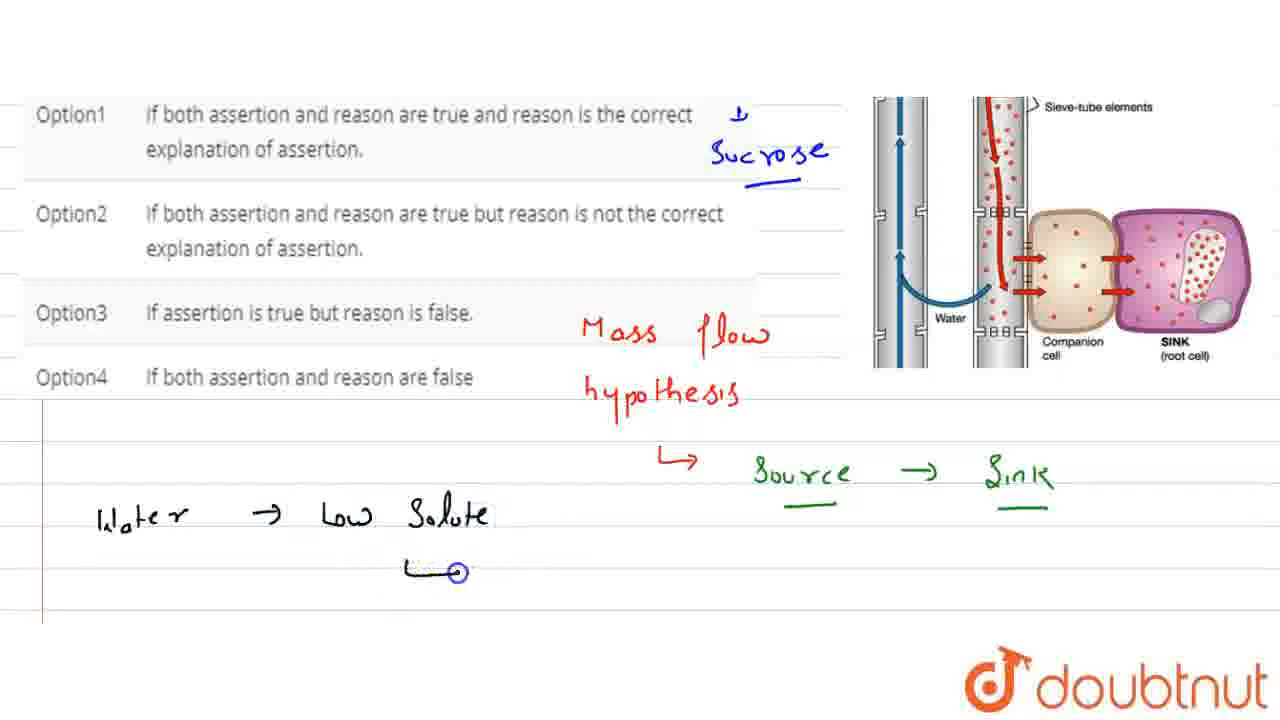 Option1 If both assertion and reason are true and reason is the correct
explanation of assertion.
Sucrose
Option2 If both assertion and reason are true but reason is not the correct
explanation of assertion.
Option3 If assertion is true but reason is false.
Option4 If both assertion and reason are false
Sieve-tube elements
Water
Companion
cell
SINK
(root cell)
Mass flow
hypothesis
Source → Sink
Water → Low Solute
doubtnut